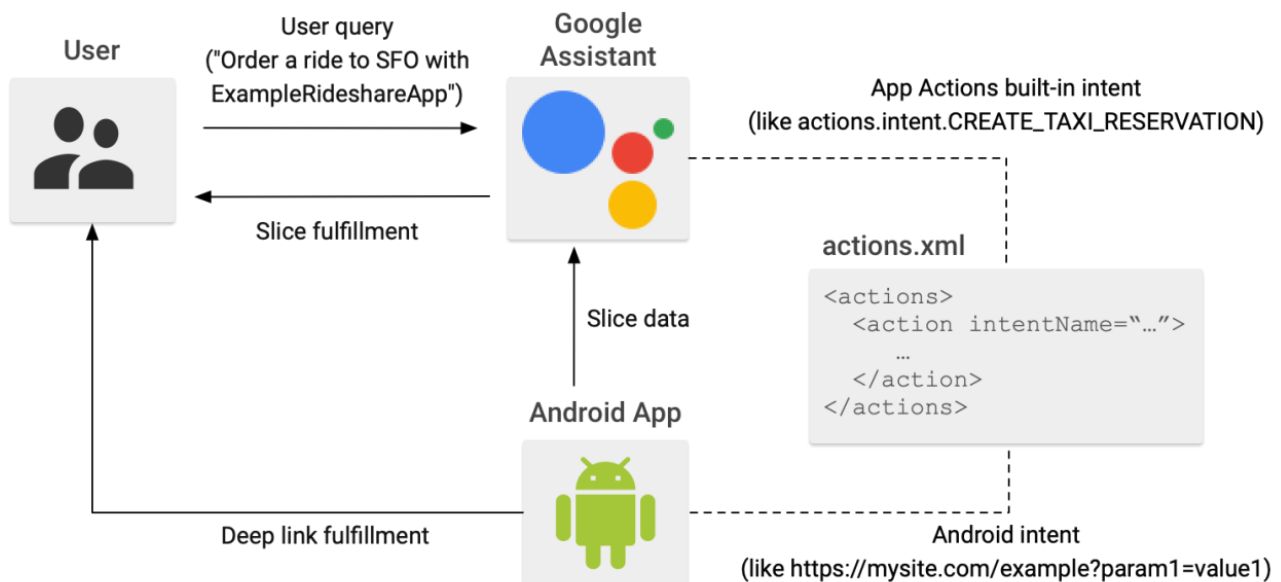 User
User query
("Order a ride to SFO with
ExampleRideshareApp")
Google
Assistant
App Actions built-in intent
(like actions.intent.CREATE_TAXI_RESERVATION)
Slice fulfillment
actions.xml
<actions>
<action intentName=“…”>
…
</action>
</actions>
Slice data
Android App
Deep link fulfillment
Android intent
(like https://mysite.com/example?param1=value1)